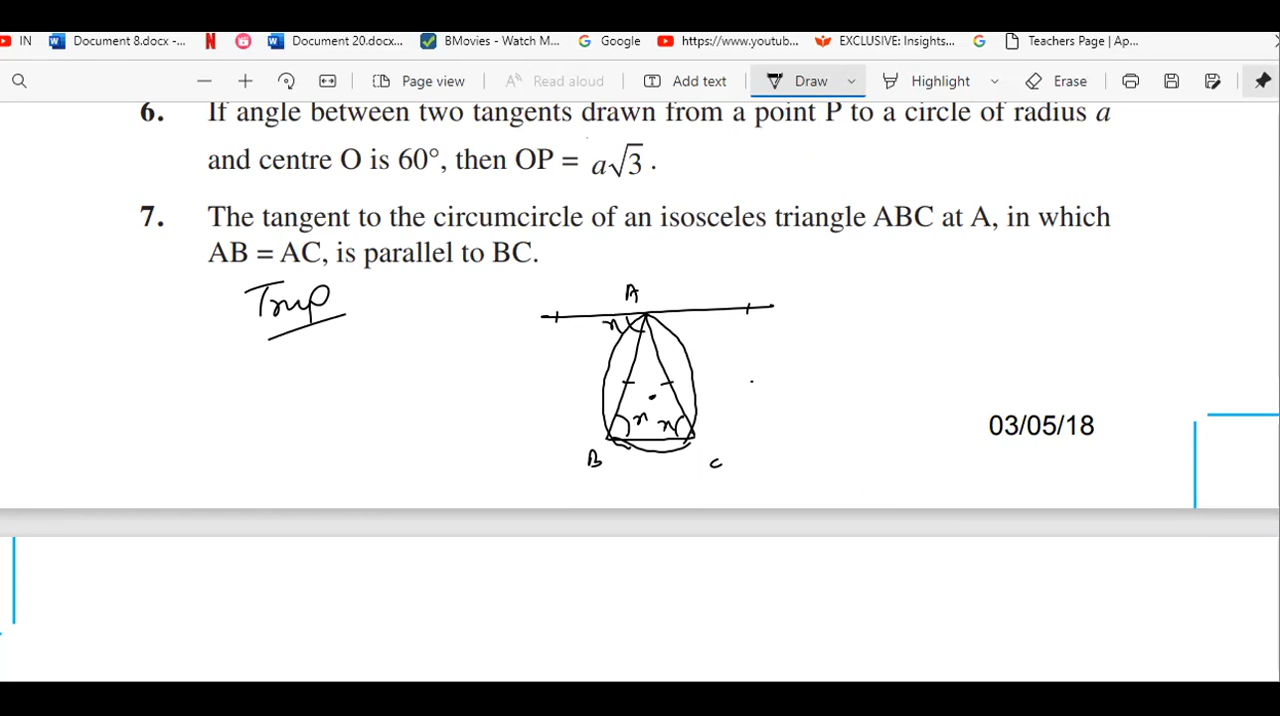 IN Document 8.docx -... Document 20.docx... BMovies - Watch M... Google https://www.youtub... EXCLUSIVE: Insights... Teachers Page | Ap...
Page view Read aloud Add text Draw Highlight Erase
6. If angle between two tangents drawn from a point P to a circle of radius a
and centre O is 60°, then OP = a√3 .
7. The tangent to the circumcircle of an isosceles triangle ABC at A, in which
AB = AC, is parallel to BC.
A
x
x x
03/05/18
B C